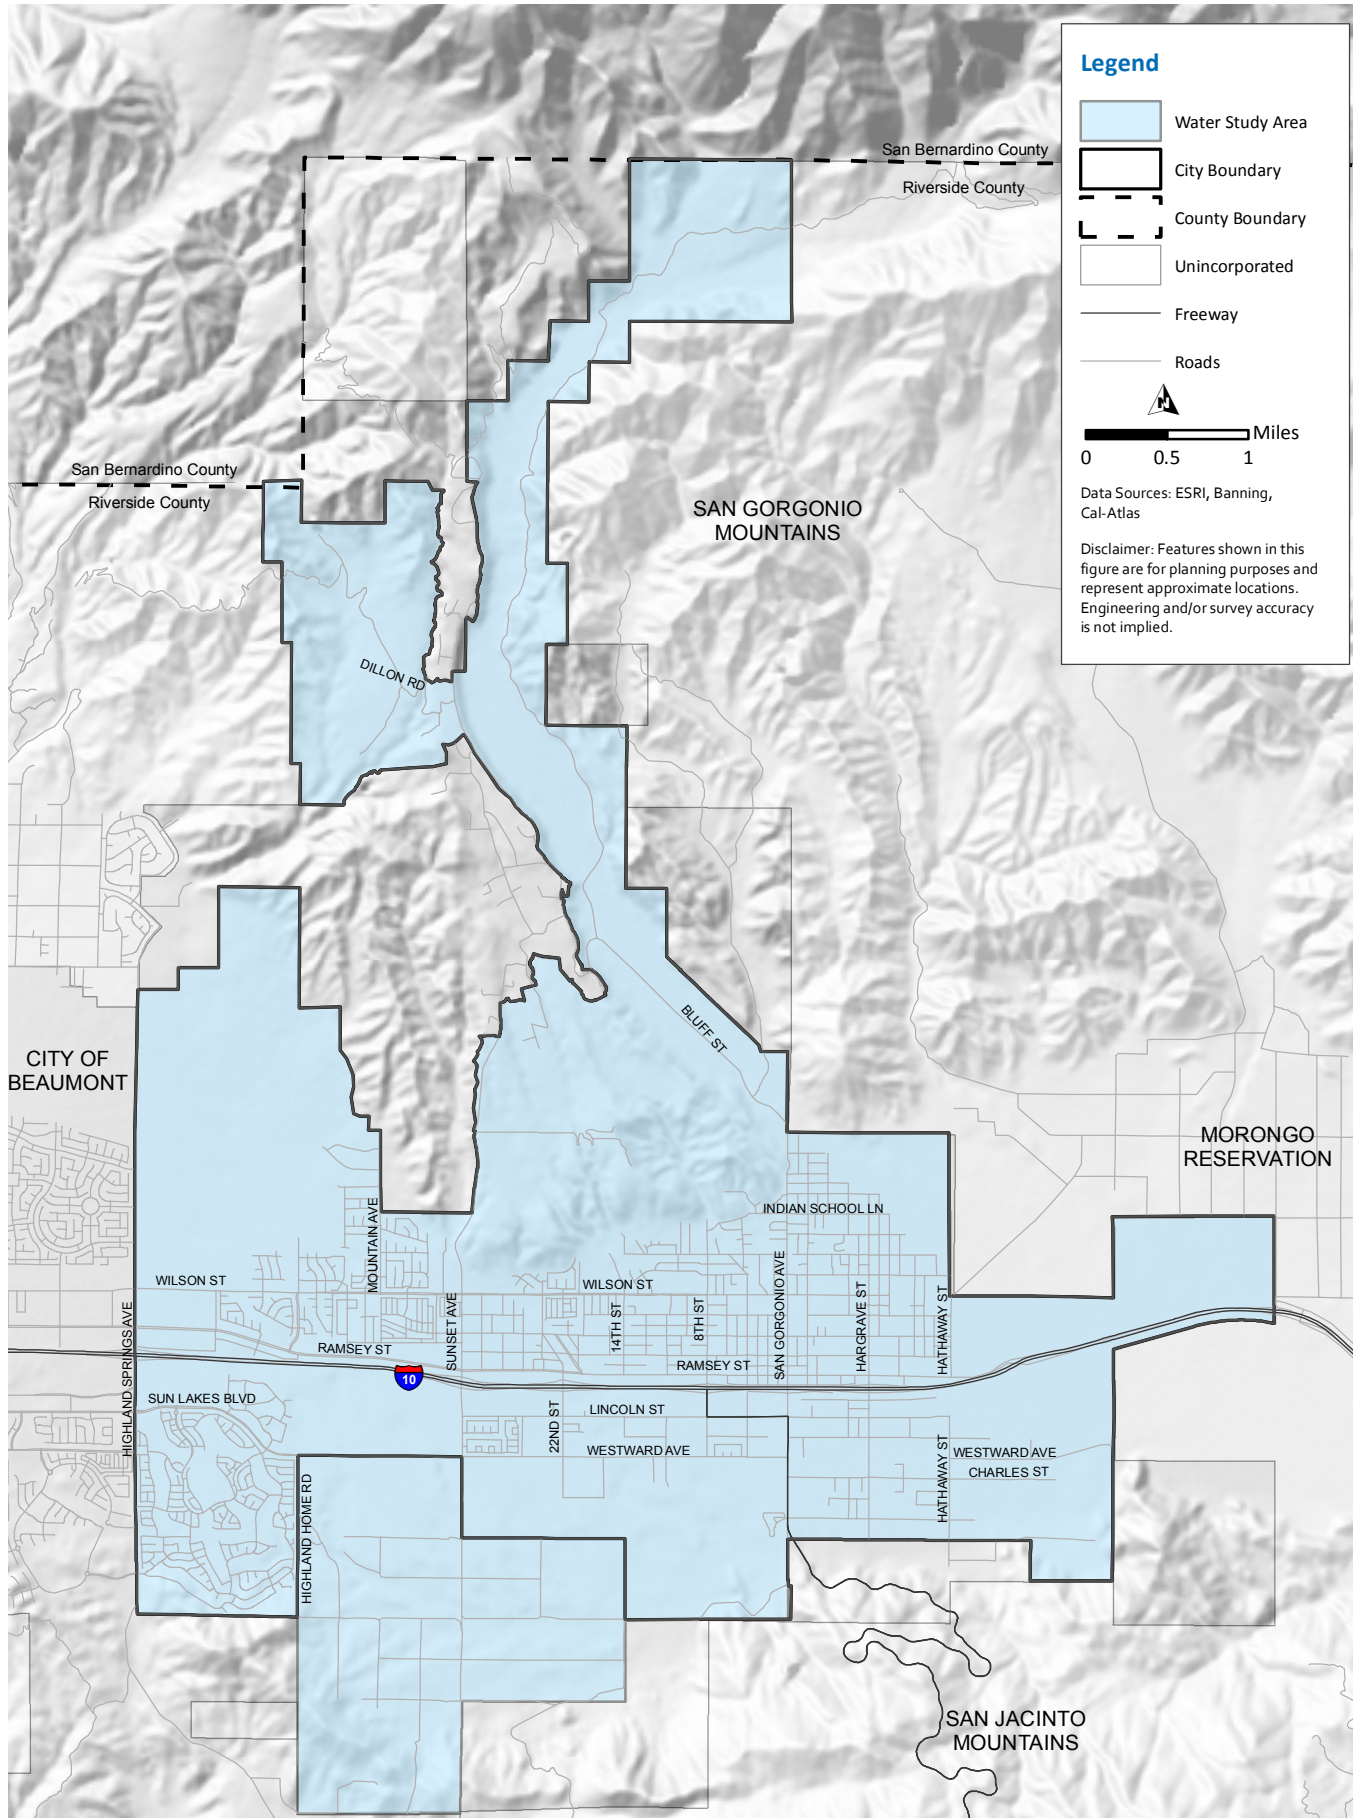 Legend
Water Study Area
City Boundary
County Boundary
Unincorporated
Freeway
Roads
N
Miles
0 0.5 1
Data Sources: ESRI, Banning,
Cal-Atlas
Disclaimer: Features shown in this
figure are for planning purposes and
represent approximate locations.
Engineering and/or survey accuracy
is not implied.
San Bernardino County
Riverside County
San Bernardino County
Riverside County
SAN GORGONIO
MOUNTAINS
DILLON RD
BLUFF ST
CITY OF
BEAUMONT
MORONGO
RESERVATION
INDIAN SCHOOL LN
MOUNTAIN AVE
WILSON ST
WILSON ST
HIGHLAND SPRINGS AVE
SUNSET AVE
14TH ST
8TH ST
SAN GORGONIO AVE
HARGRAVE ST
HATHAWAY ST
RAMSEY ST
RAMSEY ST
10
SUN LAKES BLVD
LINCOLN ST
22ND ST
WESTWARD AVE
HATHAWAY ST
WESTWARD AVE
CHARLES ST
HIGHLAND HOME RD
SAN JACINTO
MOUNTAINS